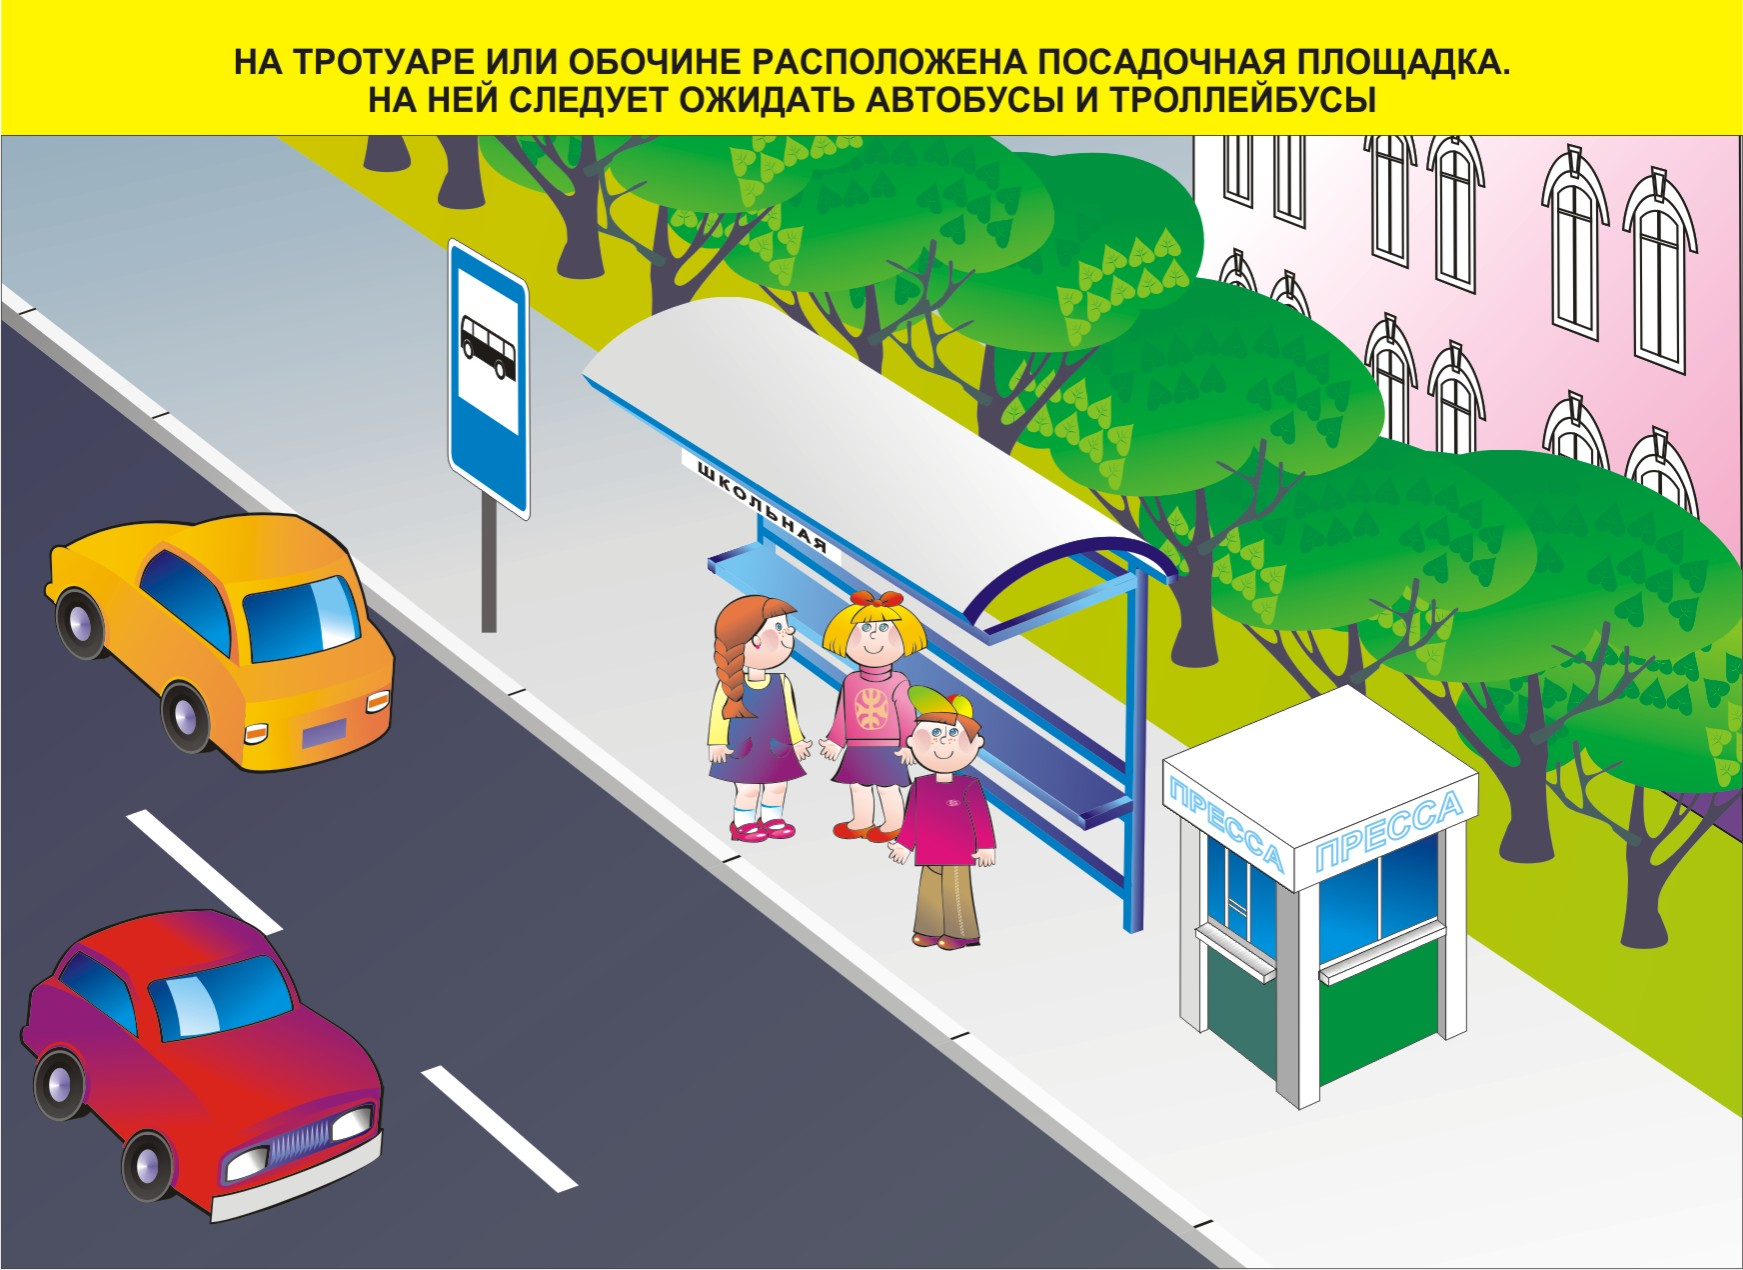 НА ТРОТУАРЕ ИЛИ ОБОЧИНЕ РАСПОЛОЖЕНА ПОСАДОЧНАЯ ПЛОЩАДКА.
НА НЕЙ СЛЕДУЕТ ОЖИДАТЬ АВТОБУСЫ И ТРОЛЛЕЙБУСЫ
ШКОЛЬНАЯ
ПРЕССА
ПРЕССА